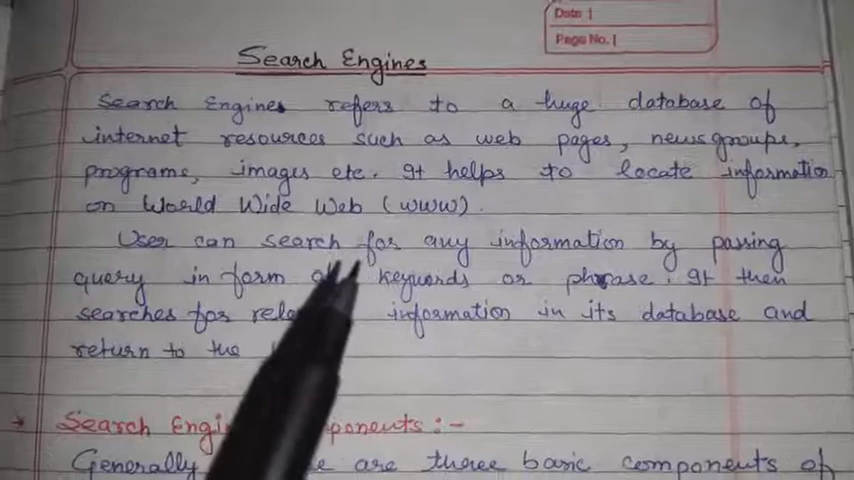 Date |
Page No. |
Search Engines
Search Engines refers to a huge database of
internet resources such as web pages, newsgroups,
programs, images etc. It helps to locate information
on World Wide Web (www).
User can search for any information by passing
query in form of keywords or phrase. It then
searches for information in its database and
return to the
Search :-
Generally are three basic components of